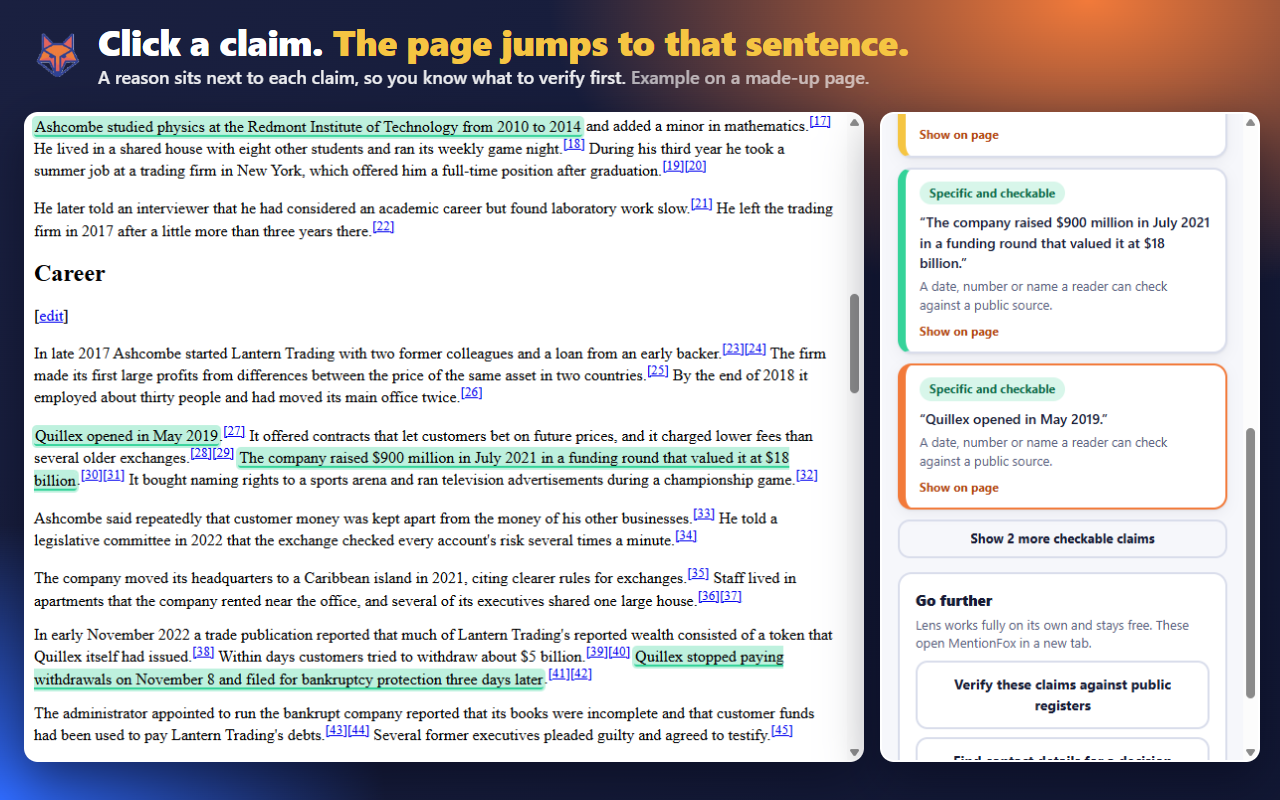 Click a claim. The page jumps to that sentence.
A reason sits next to each claim, so you know what to verify first. Example on a made-up page.
Ashcombe studied physics at the Redmont Institute of Technology from 2010 to 2014 and added a minor in mathematics.[17]
He lived in a shared house with eight other students and ran its weekly game night.[18] During his third year he took a
summer job at a trading firm in New York, which offered him a full-time position after graduation.[19][20]
He later told an interviewer that he had considered an academic career but found laboratory work slow.[21] He left the trading
firm in 2017 after a little more than three years there.[22]
Career
[edit]
In late 2017 Ashcombe started Lantern Trading with two former colleagues and a loan from an early backer.[23][24] The firm
made its first large profits from differences between the price of the same asset in two countries.[25] By the end of 2018 it
employed about thirty people and had moved its main office twice.[26]
Quillex opened in May 2019.[27] It offered contracts that let customers bet on future prices, and it charged lower fees than
several older exchanges.[28][29] The company raised $900 million in July 2021 in a funding round that valued it at $18
billion.[30][31] It bought naming rights to a sports arena and ran television advertisements during a championship game.[32]
Ashcombe said repeatedly that customer money was kept apart from the money of his other businesses.[33] He told a
legislative committee in 2022 that the exchange checked every account's risk several times a minute.[34]
The company moved its headquarters to a Caribbean island in 2021, citing clearer rules for exchanges.[35] Staff lived in
apartments that the company rented near the office, and several of its executives shared one large house.[36][37]
In early November 2022 a trade publication reported that much of Lantern Trading's reported wealth consisted of a token that
Quillex itself had issued.[38] Within days customers tried to withdraw about $5 billion.[39][40] Quillex stopped paying
withdrawals on November 8 and filed for bankruptcy protection three days later.[41][42]
The administrator appointed to run the bankrupt company reported that its books were incomplete and that customer funds
had been used to pay Lantern Trading's debts.[43][44] Several former executives pleaded guilty and agreed to testify.[45]
Show on page
Specific and checkable
“The company raised $900 million in July 2021
in a funding round that valued it at $18
billion.”
A date, number or name a reader can check
against a public source.
Show on page
Specific and checkable
“Quillex opened in May 2019.”
A date, number or name a reader can check
against a public source.
Show on page
Show 2 more checkable claims
Go further
Lens works fully on its own and stays free. These
open MentionFox in a new tab.
Verify these claims against public
registers
Find contact details for a decision